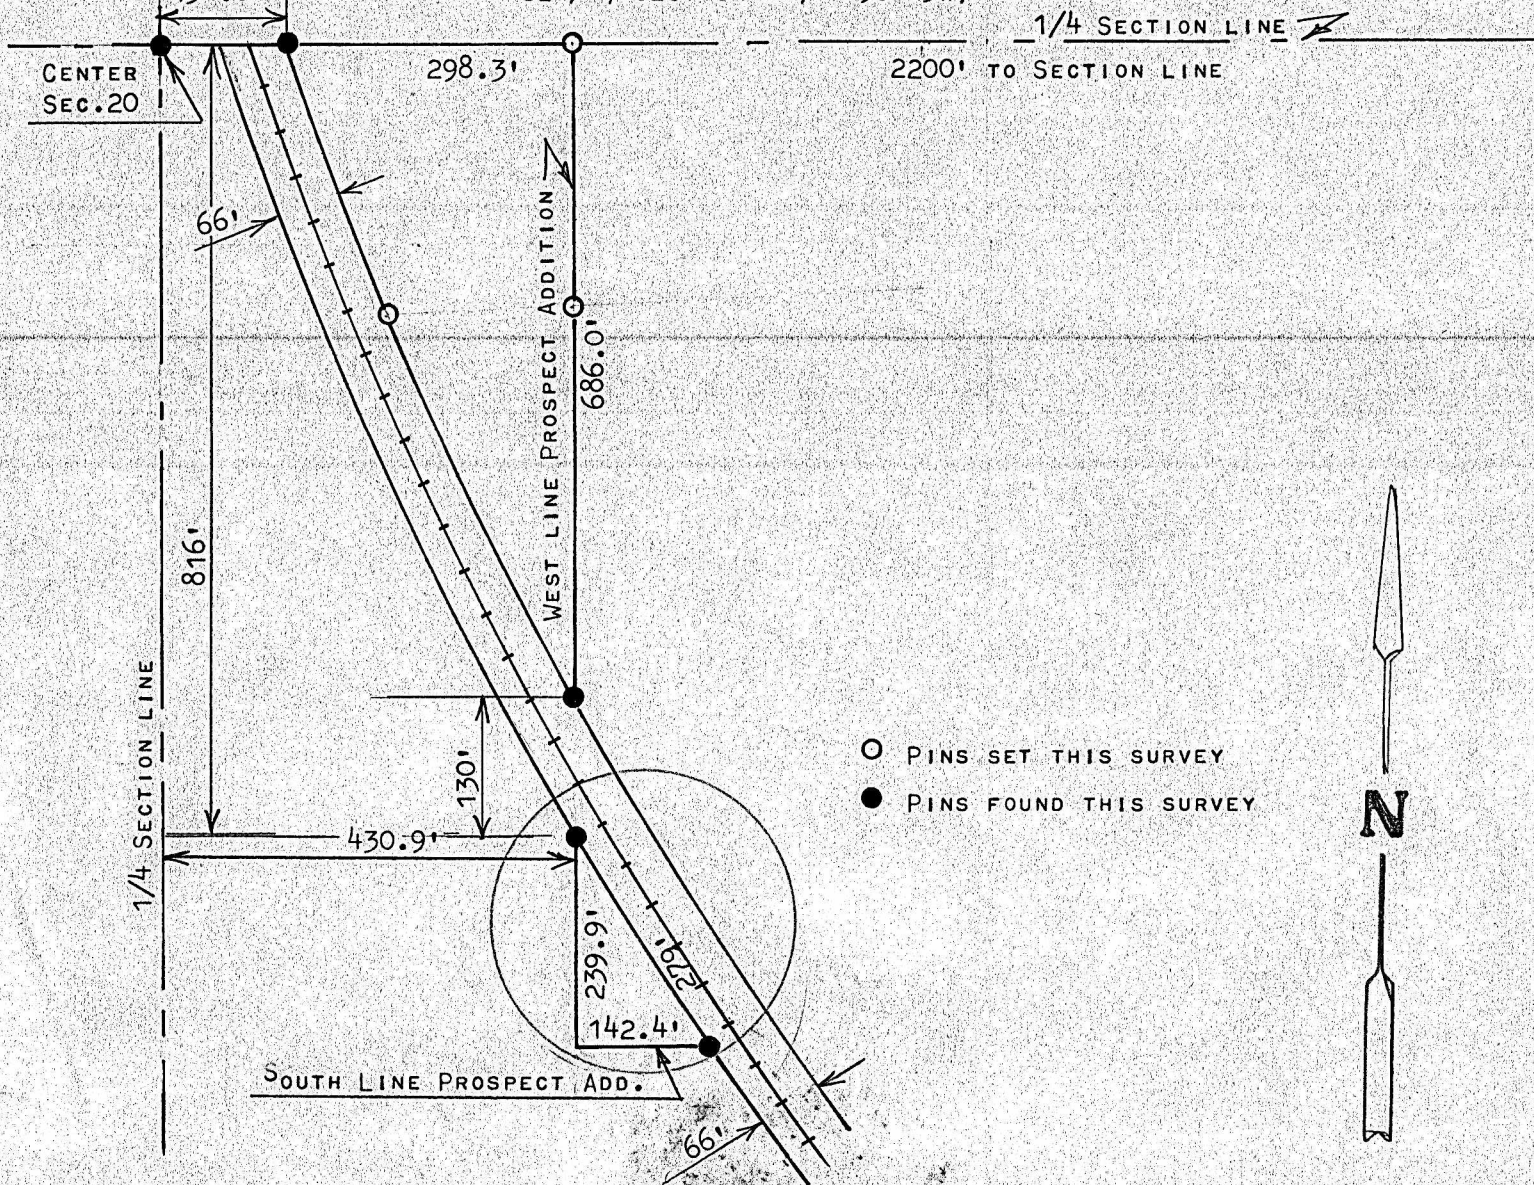 1/4 SECTION LINE
298.3'
2200' TO SECTION LINE
CENTER
SEC.20
66'
WEST LINE PROSPECT ADDITION
686.0'
816'
1/4 SECTION LINE
130'
O PINS SET THIS SURVEY
● PINS FOUND THIS SURVEY
N
430.9'
239.9'
279'
142.4'
SOUTH LINE PROSPECT ADD.
66'